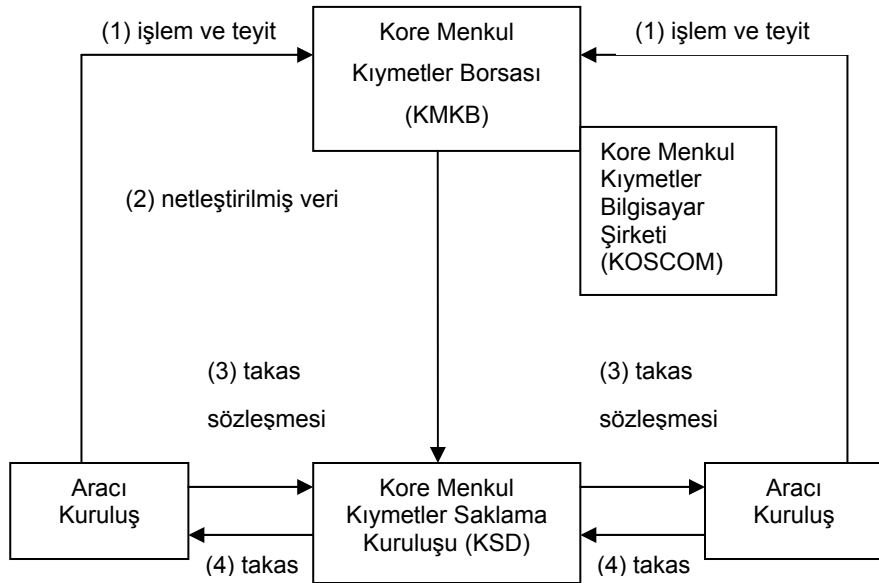 (1) işlem ve teyit
Kore Menkul
Kıymetler Borsası
(KMKB)
(1) işlem ve teyit
Kore Menkul
Kıymetler
Bilgisayar
Şirketi
(KOSCOM)
(2) netleştirilmiş veri
(3) takas
sözleşmesi
(3) takas
sözleşmesi
Aracı
Kuruluş
Kore Menkul
Kıymetler Saklama
Kuruluşu (KSD)
Aracı
Kuruluş
(4) takas
(4) takas